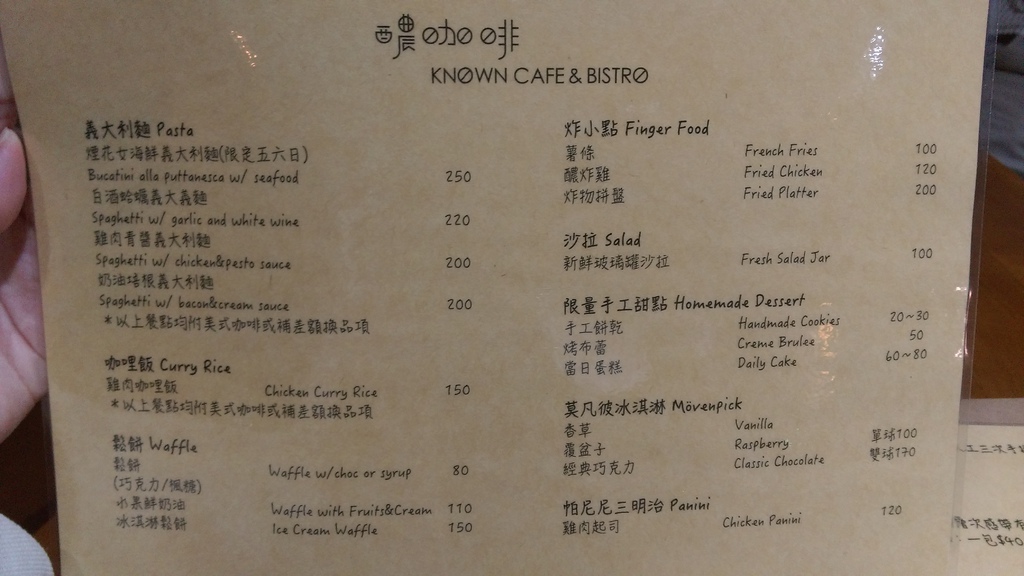 醲咖啡
KNØWN CAFE & BISTRØ
義大利麵 Pasta
煙花女海鮮義大利麵(限定五六日)
Bucatini alla puttanesca w/ seafood 250
白酒蛤蠣義大義麵
Spaghetti w/ garlic and white wine 220
雞肉青醬義大利麵
Spaghetti w/ chicken&pesto sauce 200
奶油培根義大利麵
Spaghetti w/ bacon&cream sauce 200
*以上餐點均附美式咖啡或補差額換品項
咖哩飯 Curry Rice
雞肉咖哩飯 Chicken Curry Rice 150
*以上餐點均附美式咖啡或補差額換品項
鬆餅 Waffle
鬆餅 Waffle w/choc or syrup 80
(巧克力/楓糖)
水果鮮奶油 Waffle with Fruits&Cream 110
冰淇淋鬆餅 Ice Cream Waffle 150
炸小點 Finger Food
薯條 French Fries 100
醲炸雞 Fried Chicken 120
炸物拼盤 Fried Platter 200
沙拉 Salad
新鮮玻璃罐沙拉 Fresh Salad Jar 100
限量手工甜點 Homemade Dessert
手工餅乾 Handmade Cookies 20~30
烤布蕾 Creme Brulee 50
當日蛋糕 Daily Cake 60~80
莫凡彼冰淇淋 Mövenpick
香草 Vanilla
覆盆子 Raspberry 單球100
經典巧克力 Classic Chocolate 雙球170
帕尼尼三明治 Panini
雞肉起司 Chicken Panini 120
一包$40